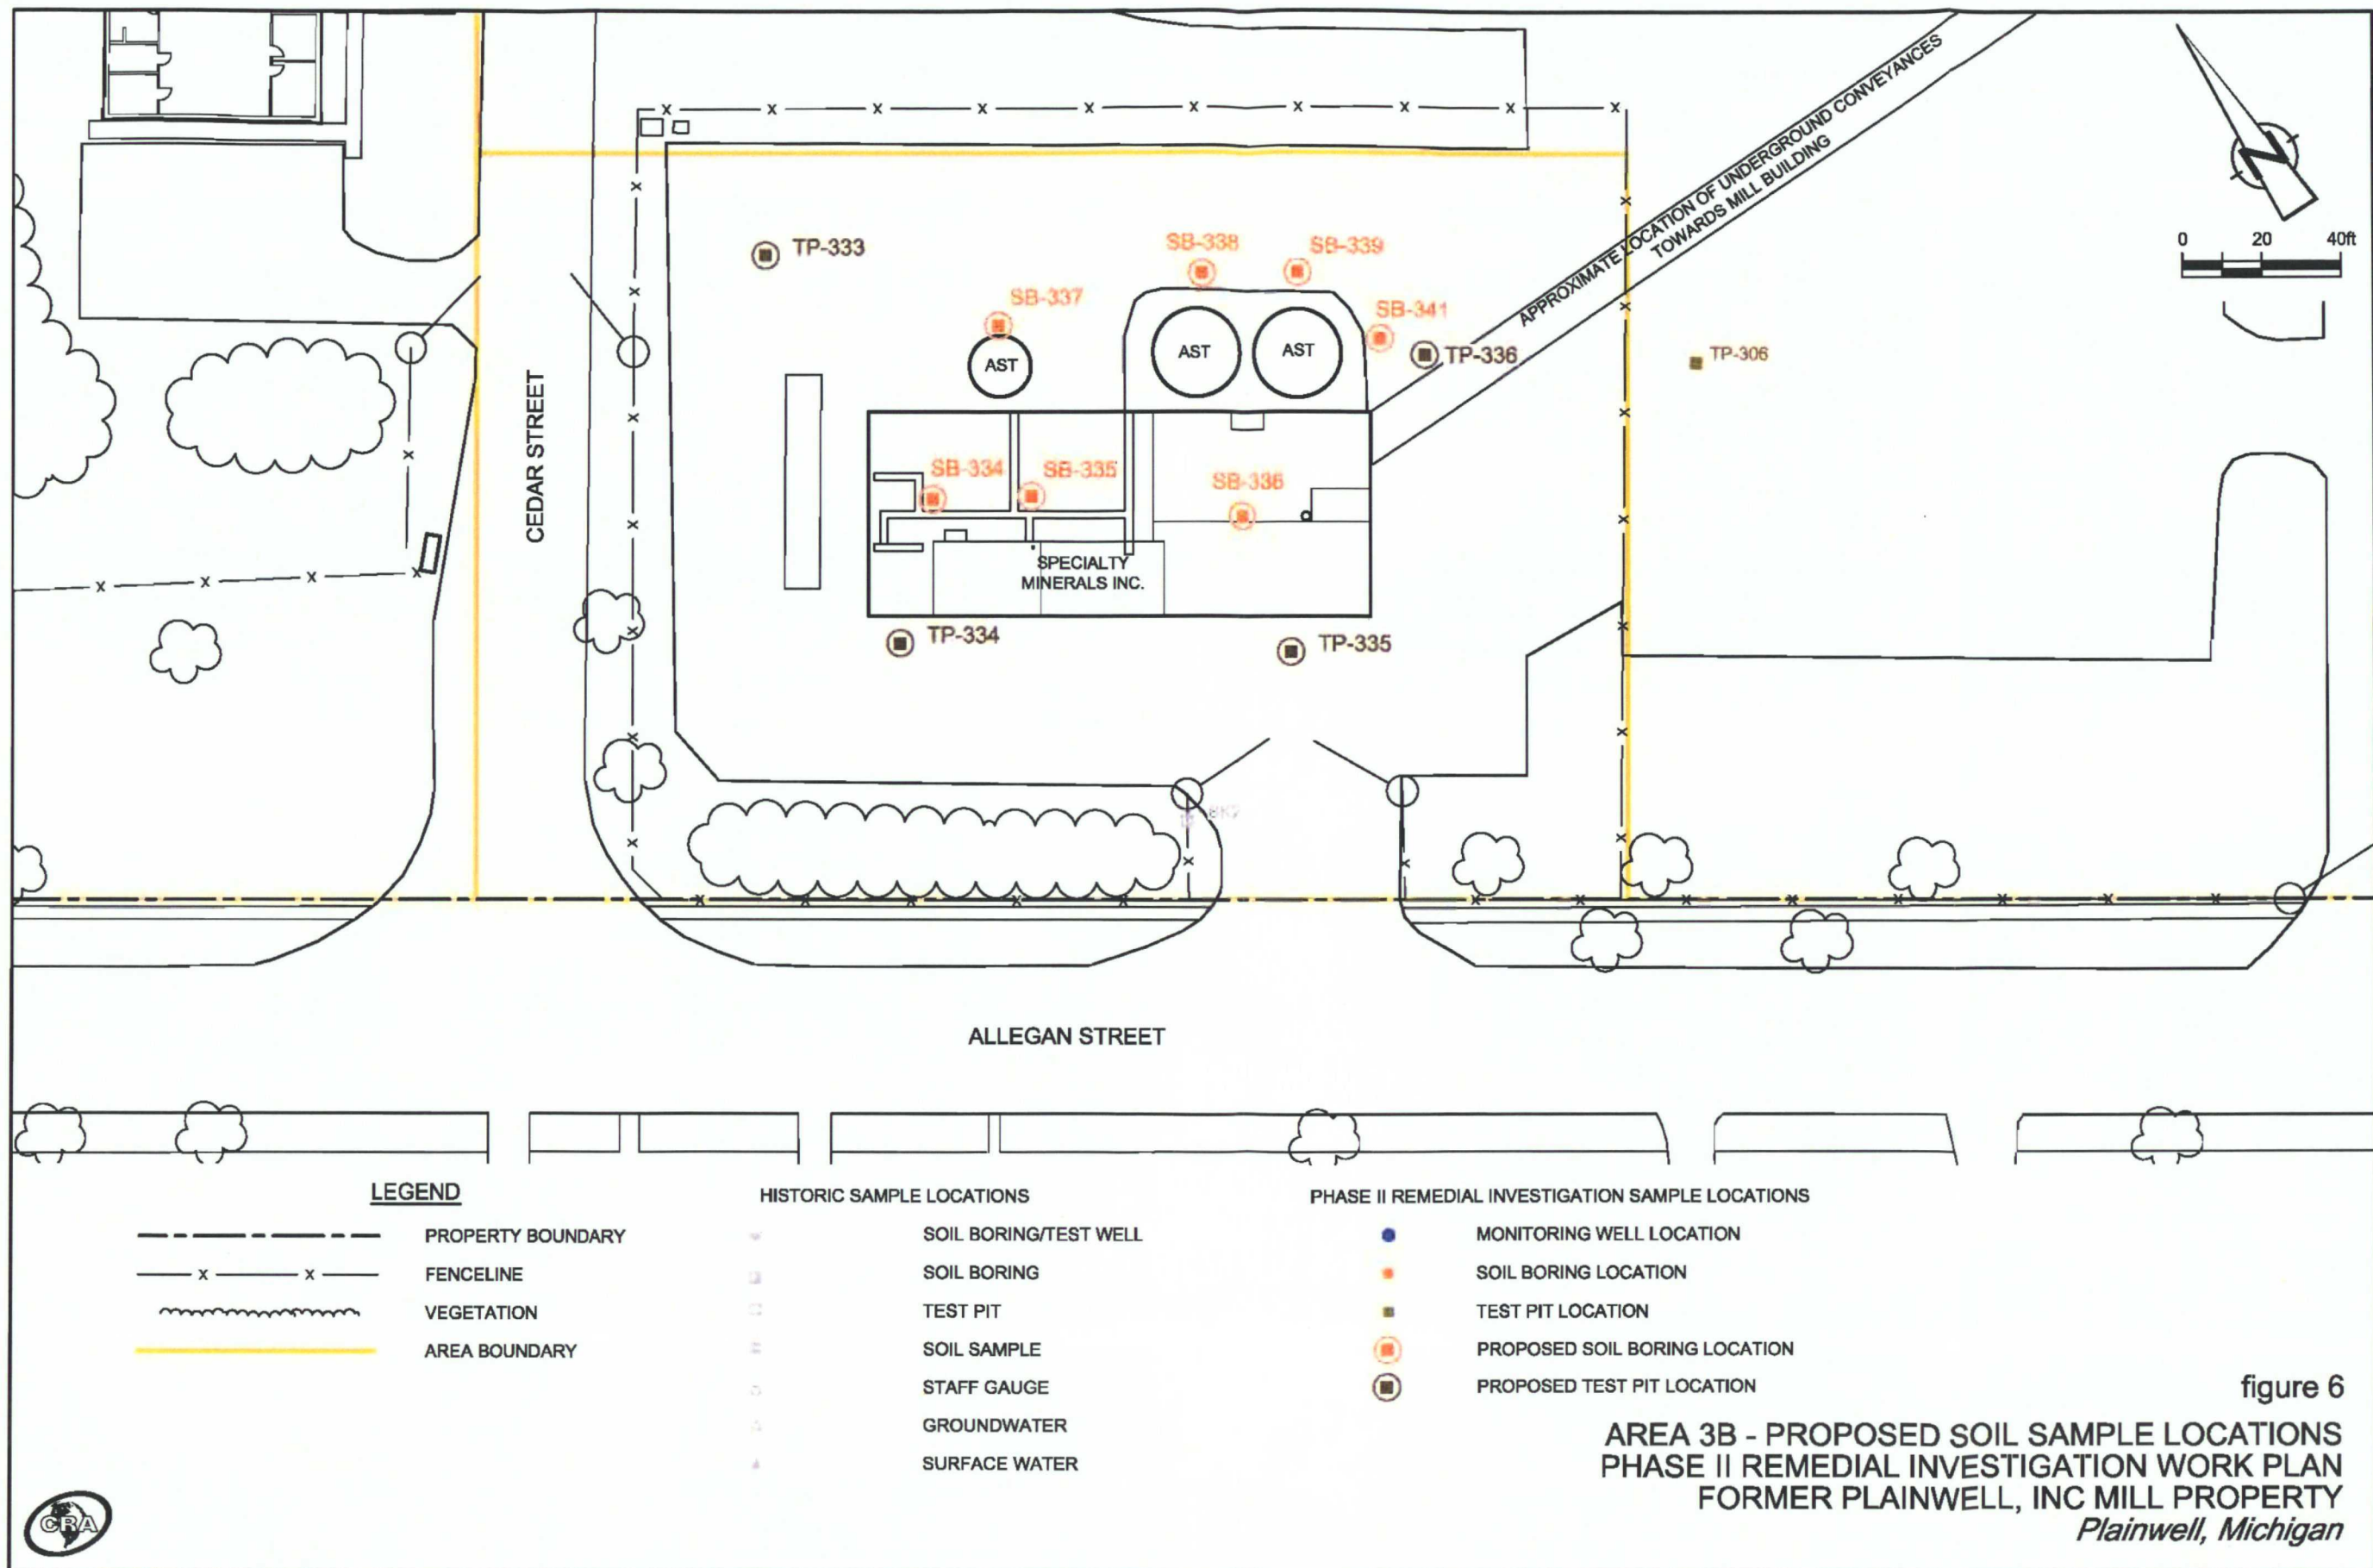 APPROXIMATE LOCATION OF UNDERGROUND CONVEYANCES
TOWARDS MILL BUILDING
N
0 20 40ft
TP-333
SB-338
SB-339
SB-337
SB-341
AST
AST
AST
TP-336
TP-306
CEDAR STREET
SB-334
SB-335
SB-336
SPECIALTY
MINERALS INC.
TP-334
TP-335
ALLEGAN STREET
LEGEND
PROPERTY BOUNDARY
X X
FENCELINE
VEGETATION
AREA BOUNDARY
HISTORIC SAMPLE LOCATIONS
SOIL BORING/TEST WELL
SOIL BORING
TEST PIT
SOIL SAMPLE
STAFF GAUGE
GROUNDWATER
SURFACE WATER
PHASE II REMEDIAL INVESTIGATION SAMPLE LOCATIONS
MONITORING WELL LOCATION
SOIL BORING LOCATION
TEST PIT LOCATION
PROPOSED SOIL BORING LOCATION
PROPOSED TEST PIT LOCATION
figure 6
AREA 3B - PROPOSED SOIL SAMPLE LOCATIONS
PHASE II REMEDIAL INVESTIGATION WORK PLAN
FORMER PLAINWELL, INC MILL PROPERTY
Plainwell, Michigan
CRA